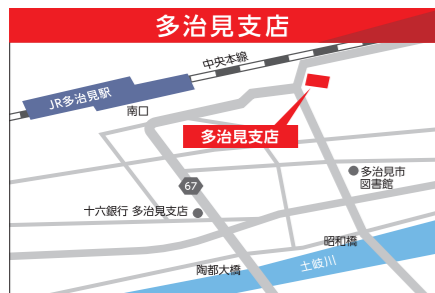 多治見支店
中央本線
JR多治見駅
南口
多治見支店
多治見市
図書館
67
十六銀行 多治見支店
昭和橋
土岐川
陶都大橋